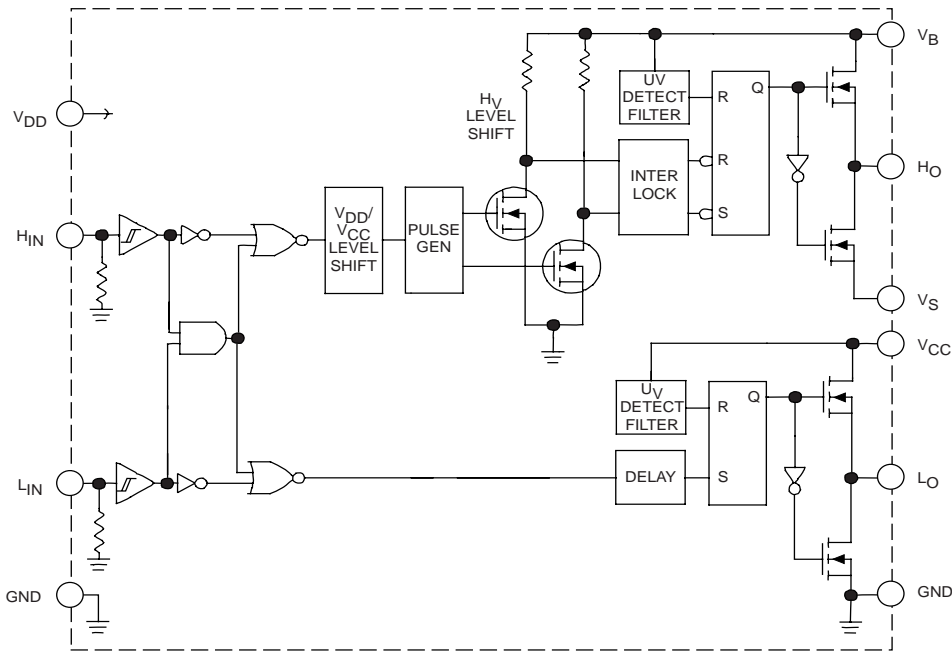 VB
UV
DETECT
FILTER
R
Q
HV
LEVEL
SHIFT
VDD
INTER
LOCK
R
S
HO
HIN
VDD/
VCC
LEVEL
SHIFT
PULSE
GEN
VS
VCC
UV
DETECT
FILTER
R
Q
LIN
DELAY
S
LO
GND
GND